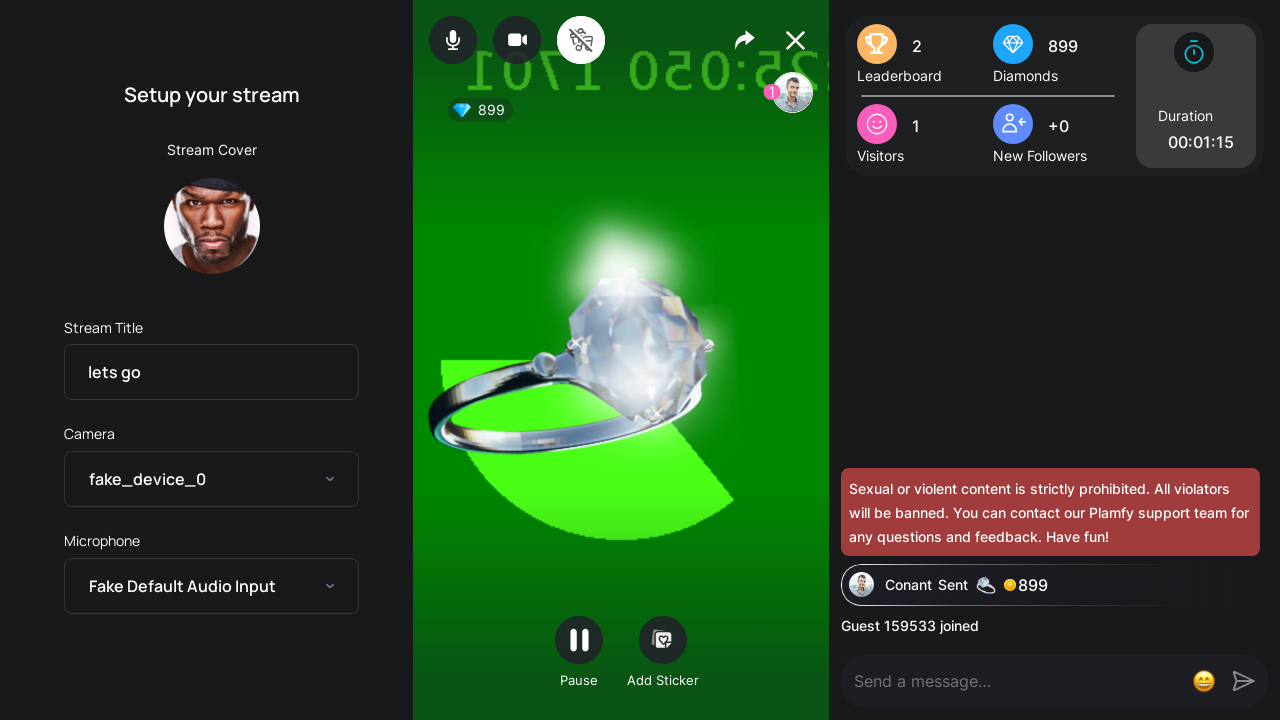 Setup your stream
Stream Cover
Stream Title
lets go
Camera
fake_device_0
Microphone
Fake Default Audio Input
1
899
Pause
Add Sticker
2
Leaderboard
899
Diamonds
1
Visitors
+0
New Followers
Duration
00:01:15
Sexual or violent content is strictly prohibited. All violators
will be banned. You can contact our Plamfy support team for
any questions and feedback. Have fun!
Conant Sent 899
Guest 159533 joined
Send a message...